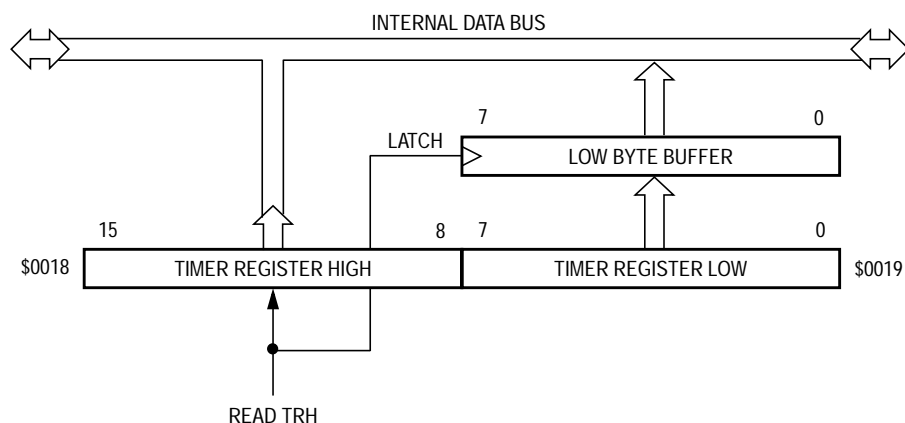 INTERNAL DATA BUS
7 0
LATCH
LOW BYTE BUFFER
15 8 7 0
$0018 TIMER REGISTER HIGH TIMER REGISTER LOW $0019
READ TRH